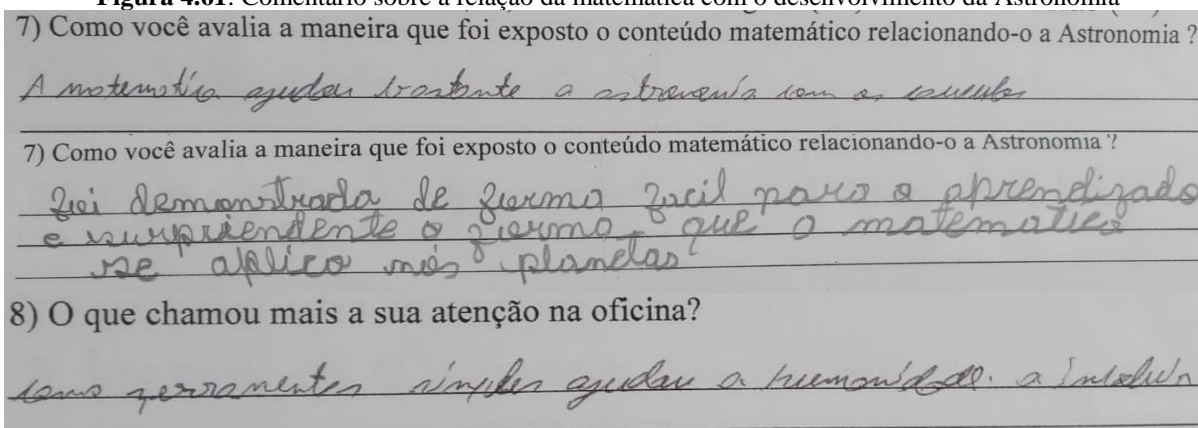 Figura 4.61: Comentário sobre a relação da matemática com o desenvolvimento da Astronomia
7) Como você avalia a maneira que foi exposto o conteúdo matemático relacionando-o a Astronomia ?
A matemática ajudou bastante a astronomia com os
7) Como você avalia a maneira que foi exposto o conteúdo matemático relacionando-o a Astronomia ?
Foi demonstrada de forma fácil para o aprendizado
e surpriendente a forma que a matematica
se aplica nos planetas
8) O que chamou mais a sua atenção na oficina?
como ferramentas simples ajudou a humanidade. a